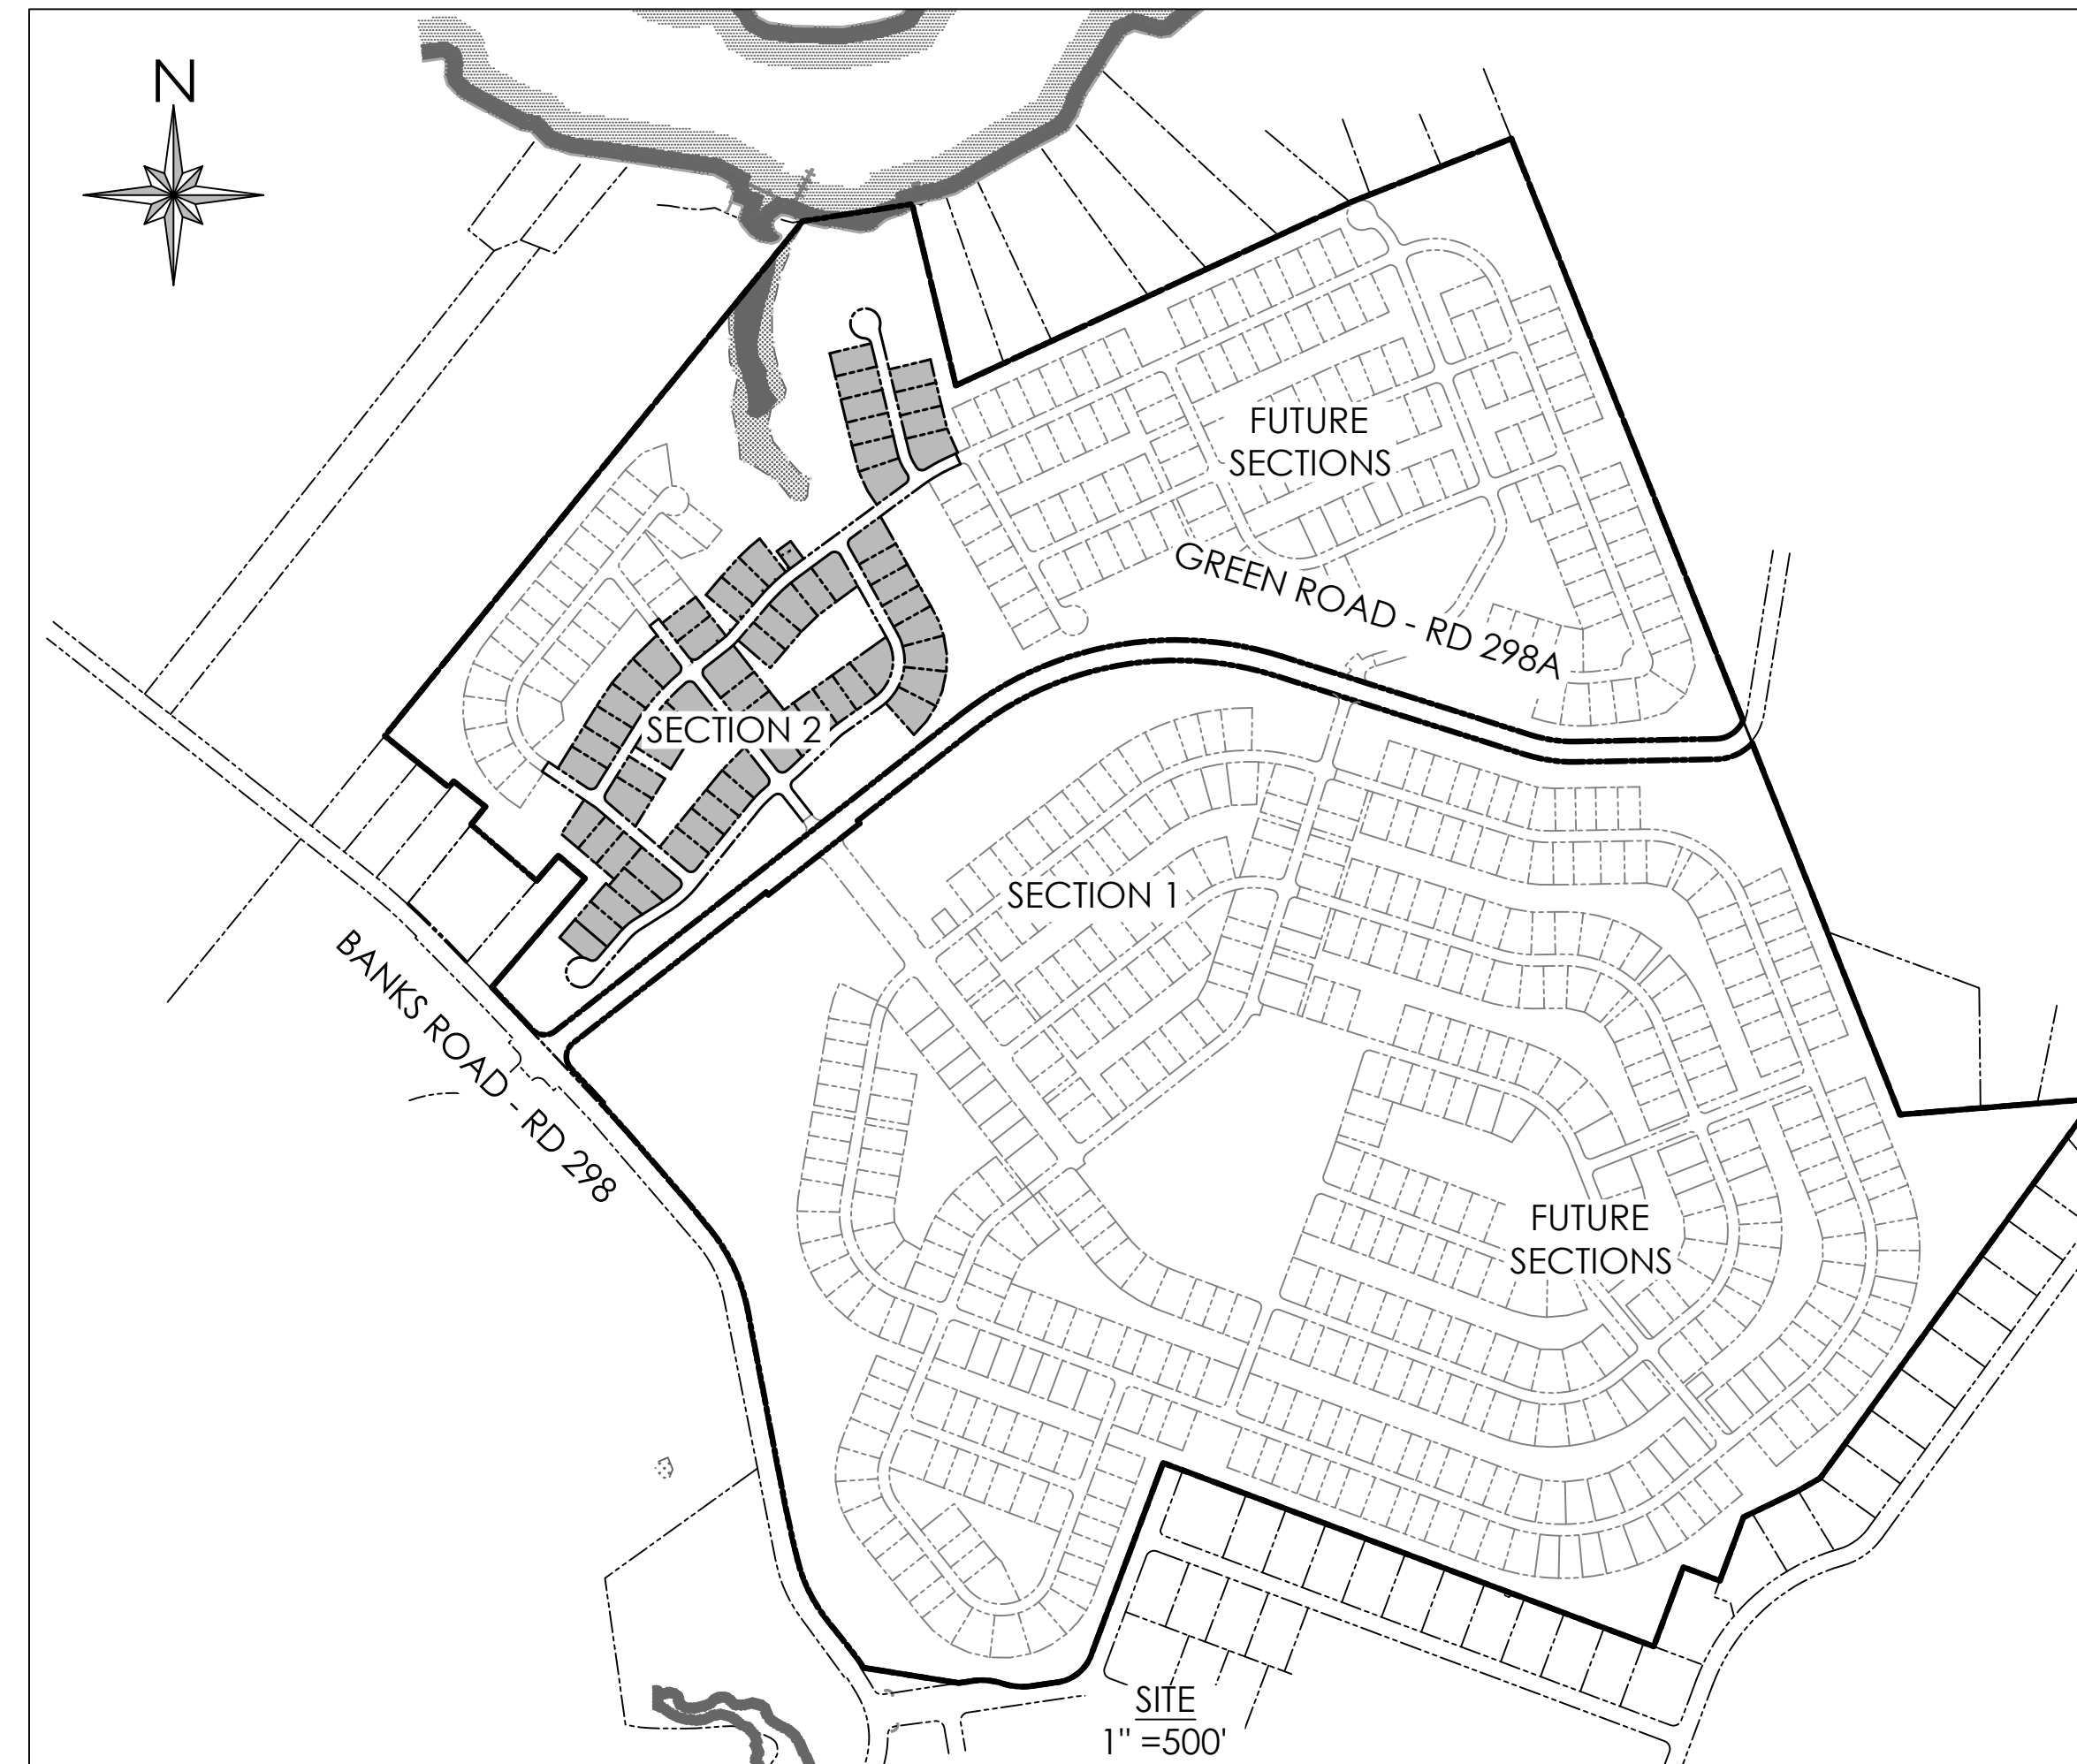 N
FUTURE
SECTIONS
GREEN ROAD - RD 298A
SECTION 2
SECTION 1
BANKS ROAD - RD 298
FUTURE
SECTIONS
SITE
1" =500'